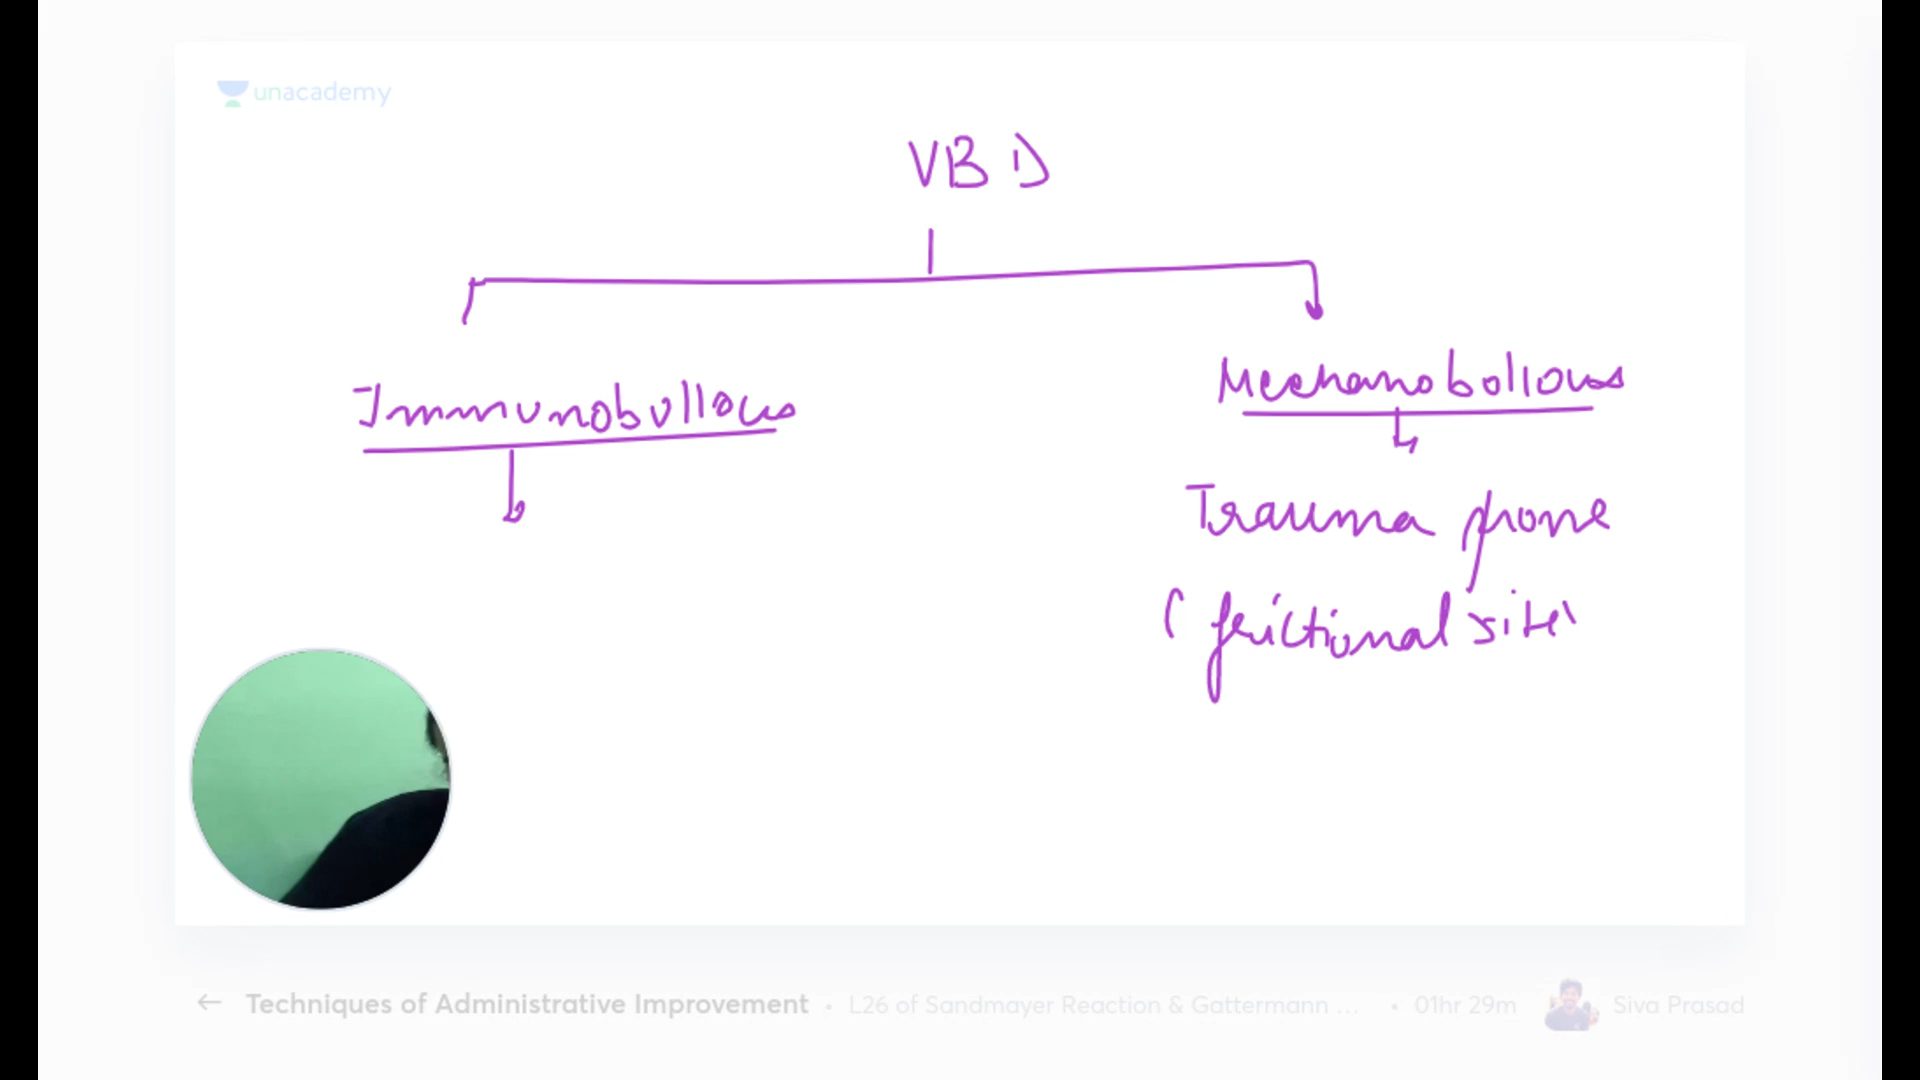 unacademy
VBD
Immunobullous
Mechanobollous
Trauma prone
( frictional site
← Techniques of Administrative Improvement • L26 of Sandmayer Reaction & Gattermann ... • 01hr 29m Siva Prasad